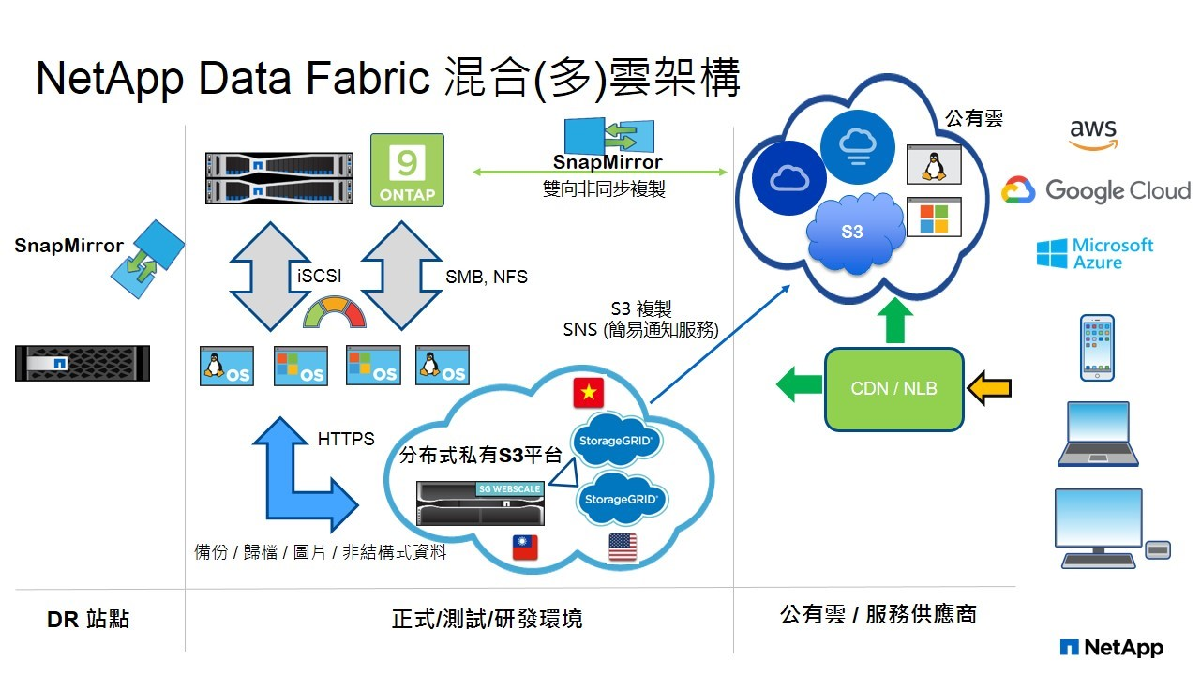 NetApp Data Fabric 混合(多)雲架構
公有雲
aws
9
ONTAP
SnapMirror
雙向非同步複製
Google Cloud
S3
SnapMirror
iSCSI
SMB, NFS
Microsoft
Azure
S3 複製
SNS (簡易通知服務)
OS
OS
OS
OS
CDN / NLB
HTTPS
StorageGRID
分布式私有S3平台
SG WEBSCALE
StorageGRID
備份 / 歸檔 / 圖片 / 非結構式資料
DR 站點
正式/測試/研發環境
公有雲 / 服務供應商
NetApp